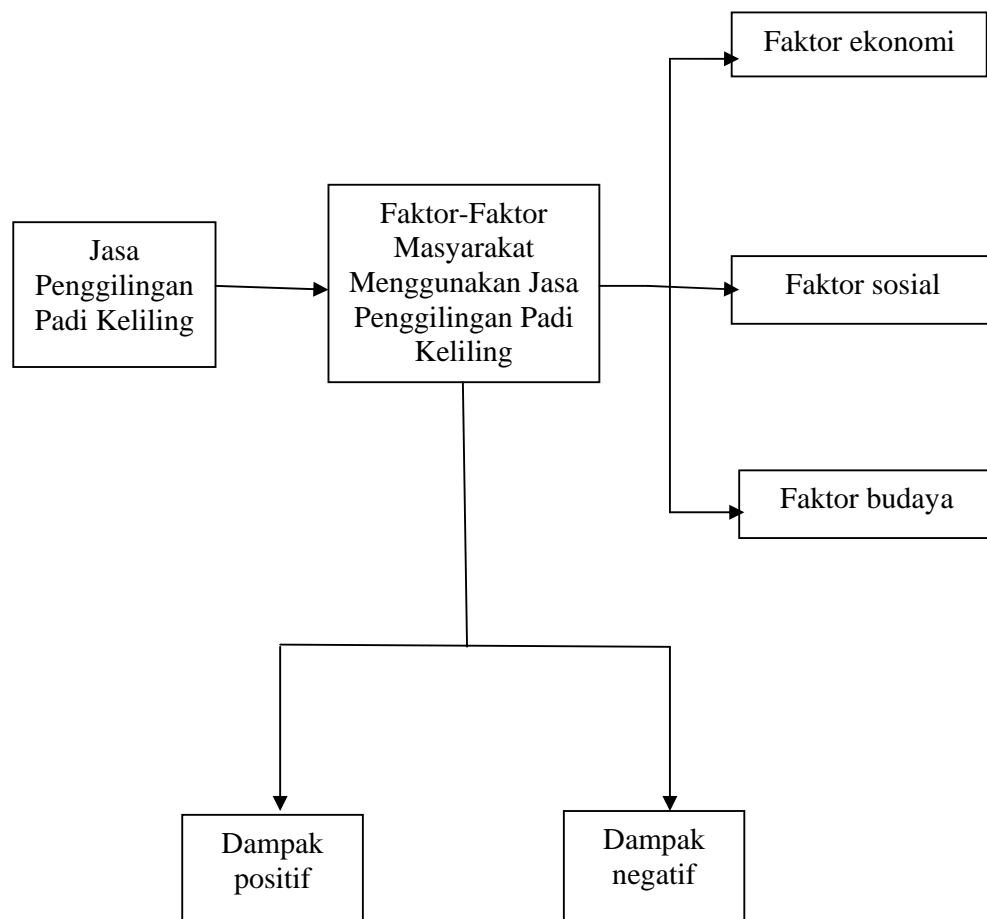 Faktor ekonomi
Jasa
Penggilingan
Padi Keliling
Faktor-Faktor
Masyarakat
Menggunakan Jasa
Penggilingan Padi
Keliling
Faktor sosial
Faktor budaya
Dampak
positif
Dampak
negatif